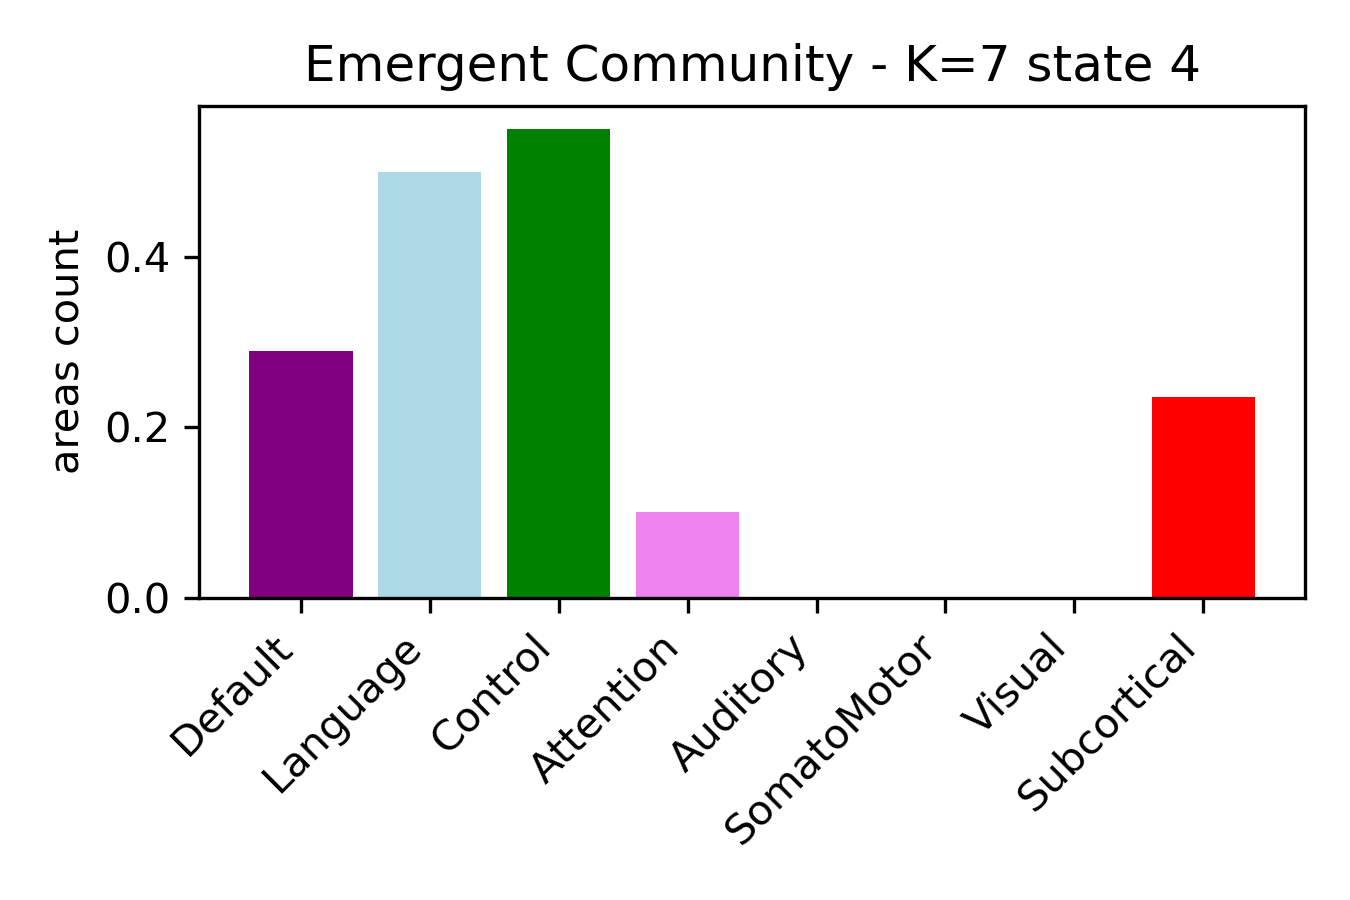 Emergent Community - K=7 state 4
areas count
0.4
0.2
0.0
Default
Language
Control
Attention
Auditory
SomatoMotor
Visual
Subcortical